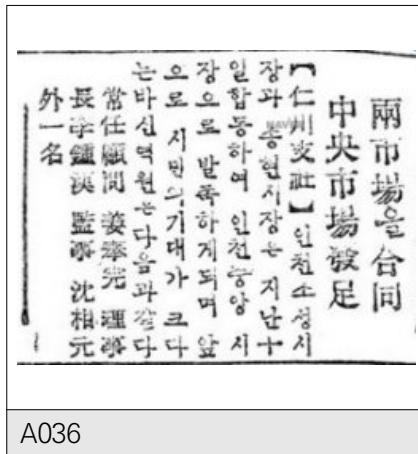 兩市場을合同
中央市場發足
【仁川支社】인천소성시
장과 송현시장은 지난十
일합동하여 인천중앙시
장으로 발족하게되며 앞
으로 시민의기대가 크다
는바신역원은다음과같다
常任顧問 姜奉完 理事
長李鍾漢 監事 沈相元
外一名
A036